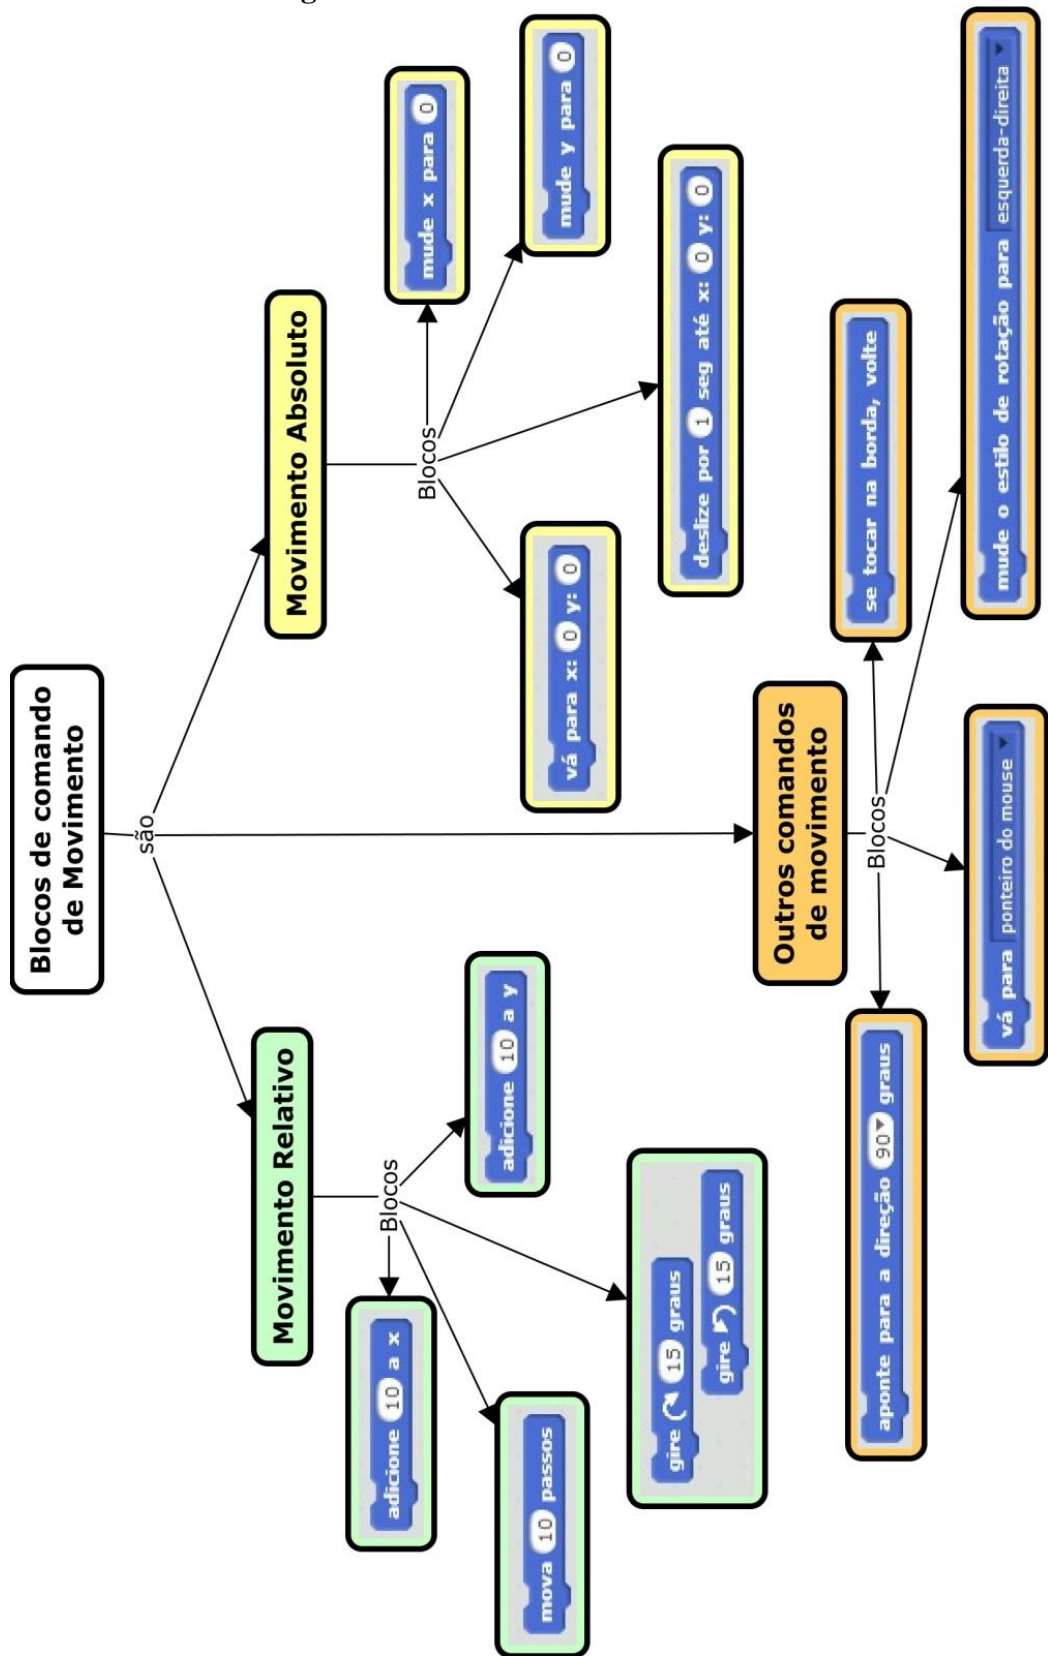 Blocos de comando
de Movimento
são
Movimento Relativo
Blocos
adicione 10 a x
mova 10 passos
gire 15 graus
gire 15 graus
adicione 10 a y
Movimento Absoluto
Blocos
vá para x: 0 y: 0
deslize por 1 seg até x: 0 y: 0
mude y para 0
mude x para 0
Outros comandos
de movimento
Blocos
aponte para a direção 90 graus
vá para ponteiro do mouse
mude o estilo de rotação para esquerda-direita
se tocar na borda, volte